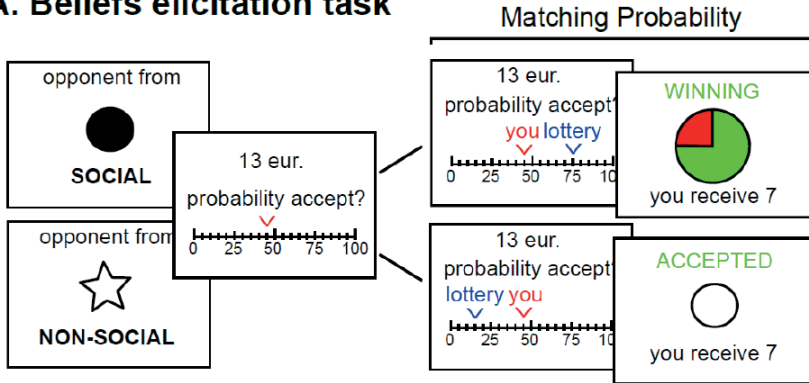 A. Beliefs elicitation task
Matching Probability
opponent from
SOCIAL
opponent from
NON-SOCIAL
13 eur.
probability accept?
0 25 50 75 100
13 eur.
probability accept?
you lottery
0 25 50 75 10
WINNING
you receive 7
13 eur.
probability accept?
lottery you
0 25 50 75 10
ACCEPTED
you receive 7